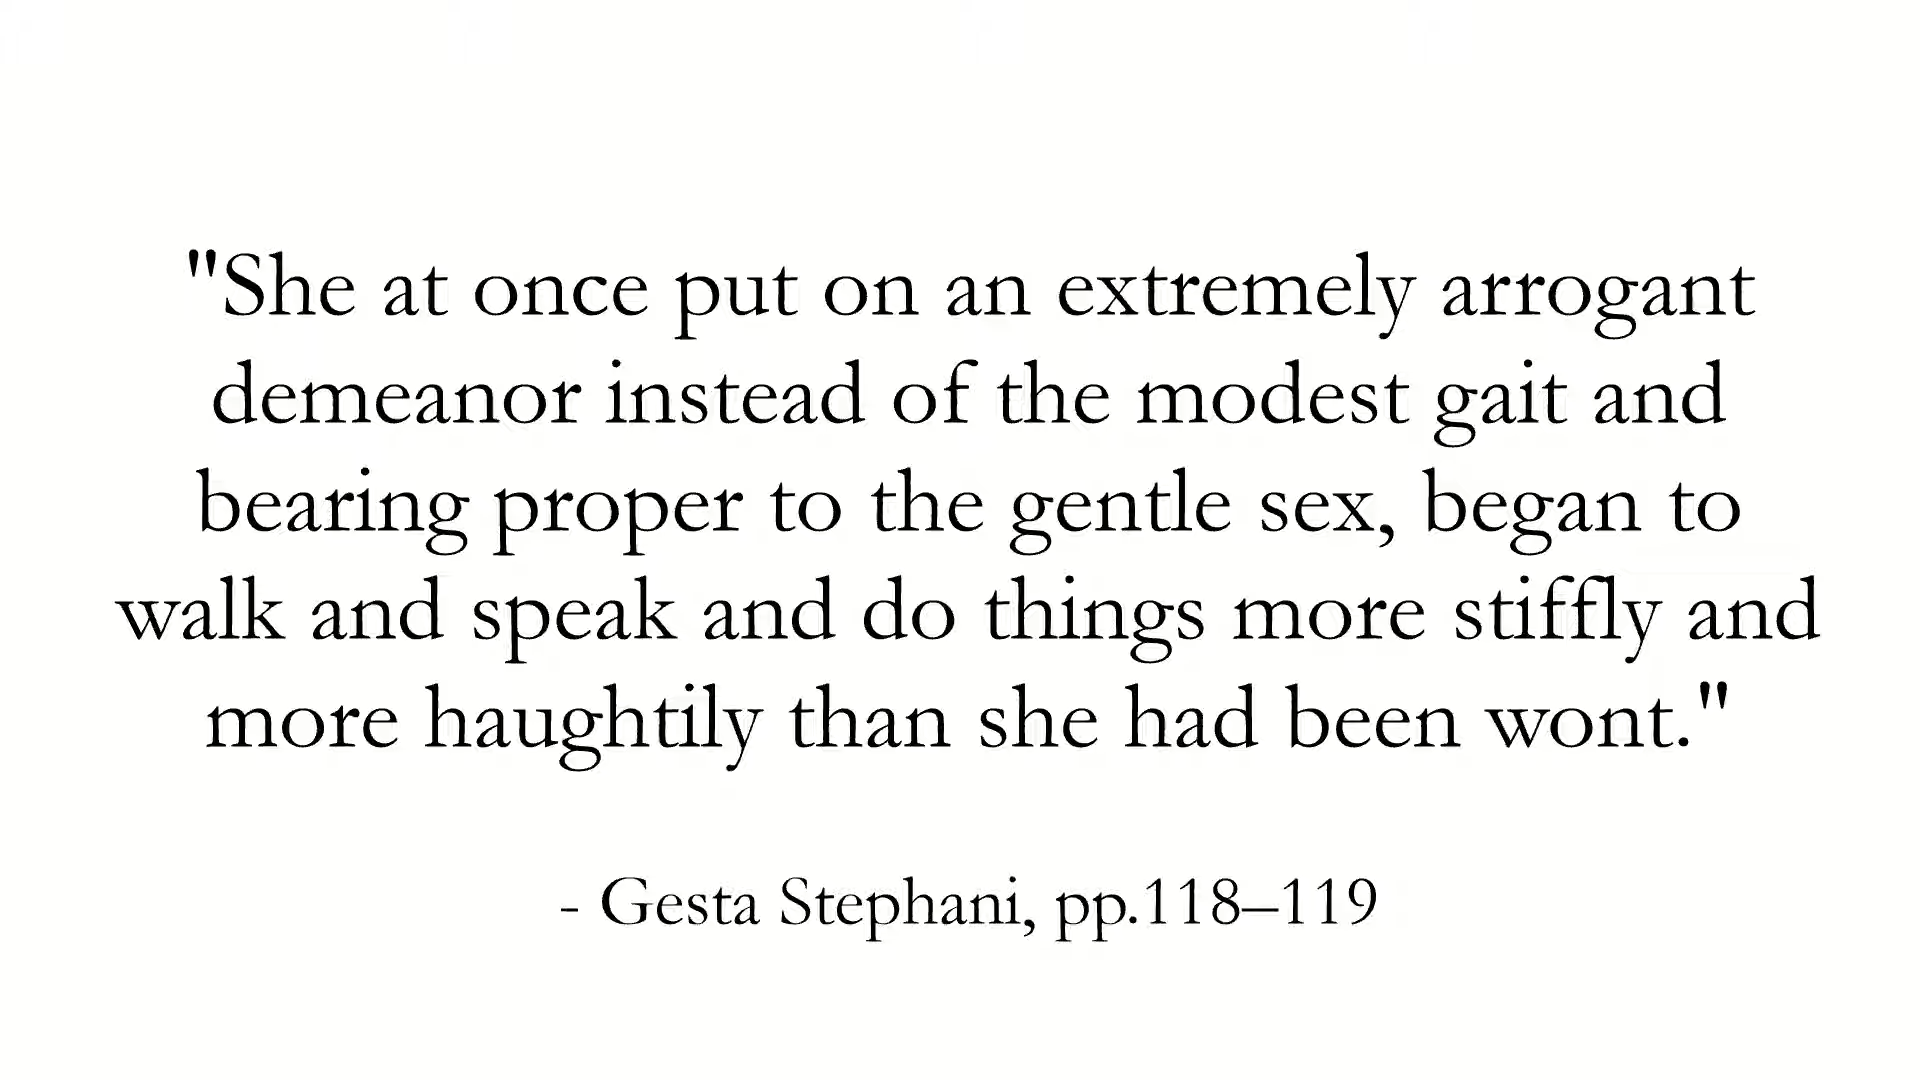 "She at once put on an extremely arrogant
demeanor instead of the modest gait and
bearing proper to the gentle sex, began to
walk and speak and do things more stiffly and
more haughtily than she had been wont."
- Gesta Stephani, pp.118–119